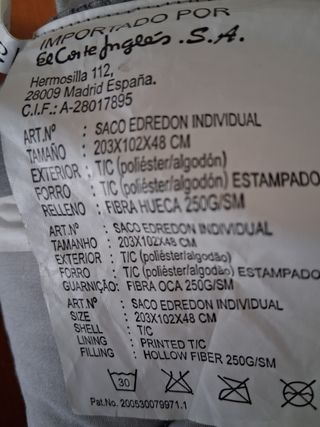 IMPORTADO POR
El Corte Inglés .S.A.
Hermosilla 112,
28009 Madrid España.
C.I.F.: A-28017895
ART.Nº : SACO EDREDON INDIVIDUAL
TAMAÑO : 203X102X48 CM
EXTERIOR : T/C (poliéster/algodón)
FORRO : T/C (poliéster/algodón) ESTAMPADO
RELLENO : FIBRA HUECA 250G/SM
ART.Nº : SACO EDREDON INDIVIDUAL
TAMANHO : 203X102X48 CM
EXTERIOR : T/C (poliéster/algodão)
FORRO : T/C (poliéster/algodão) ESTAMPADO
GUARNIÇÃO: FIBRA OCA 250G/SM
ART.Nº : SACO EDREDON INDIVIDUAL
SIZE : 203X102X48 CM
SHELL : T/C
LINING : PRINTED T/C
FILLING : HOLLOW FIBER 250G/SM
30
Pat.No. 200530079971.1